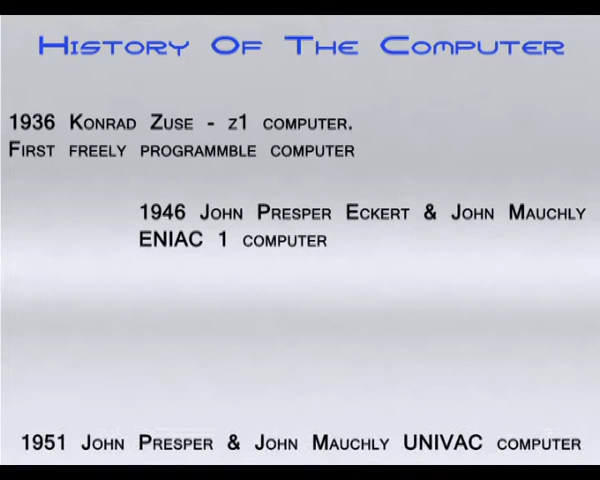 History Of The Computer
1936 Konrad Zuse - z1 computer.
First freely programmble computer
1946 John Presper Eckert & John Mauchly
ENIAC 1 computer
1951 John Presper & John Mauchly UNIVAC computer